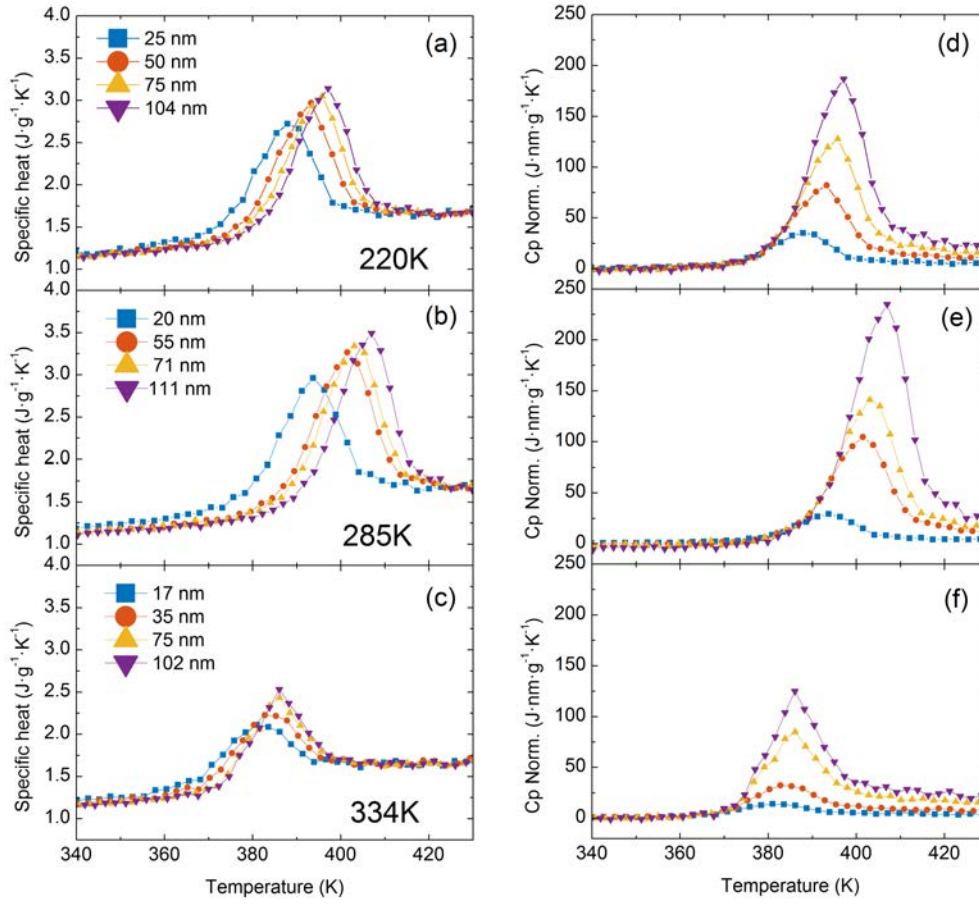 (a)
25 nm
50 nm
75 nm
104 nm
220K
Specific heat (J·g⁻¹·K⁻¹)
4.0
3.5
3.0
2.5
2.0
1.5
1.0
(b)
20 nm
55 nm
71 nm
111 nm
285K
Specific heat (J·g⁻¹·K⁻¹)
4.0
3.5
3.0
2.5
2.0
1.5
1.0
(c)
17 nm
35 nm
75 nm
102 nm
334K
Specific heat (J·g⁻¹·K⁻¹)
4.0
3.5
3.0
2.5
2.0
1.5
1.0
340 360 380 400 420
Temperature (K)
(d)
Cp Norm. (J·nm·g⁻¹·K⁻¹)
250
200
150
100
50
0
(e)
Cp Norm. (J·nm·g⁻¹·K⁻¹)
250
200
150
100
50
0
(f)
Cp Norm. (J·nm·g⁻¹·K⁻¹)
250
200
150
100
50
0
340 360 380 400 420
Temperature (K)